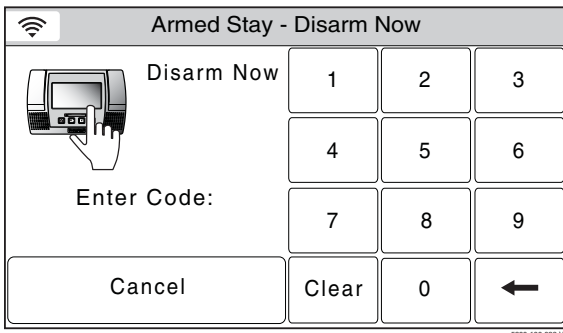 Armed Stay - Disarm Now
Disarm Now
1 2 3
4 5 6
Enter Code:
7 8 9
Cancel
Clear 0